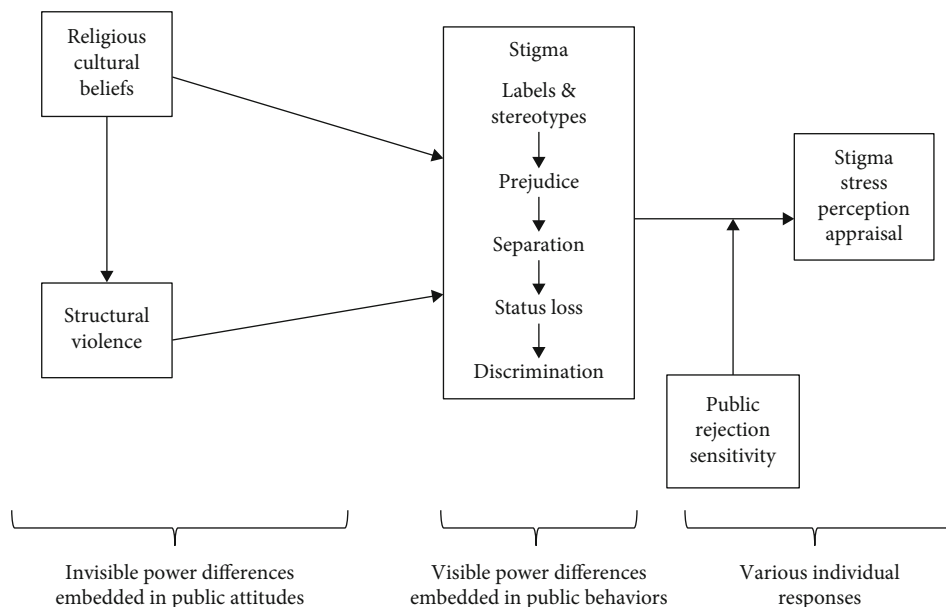 Religious
cultural
beliefs
Structural
violence
Stigma
Labels &
stereotypes
Prejudice
Separation
Status loss
Discrimination
Stigma
stress
perception
appraisal
Public
rejection
sensitivity
Invisible power differences
embedded in public attitudes
Visible power differences
embedded in public behaviors
Various individual
responses